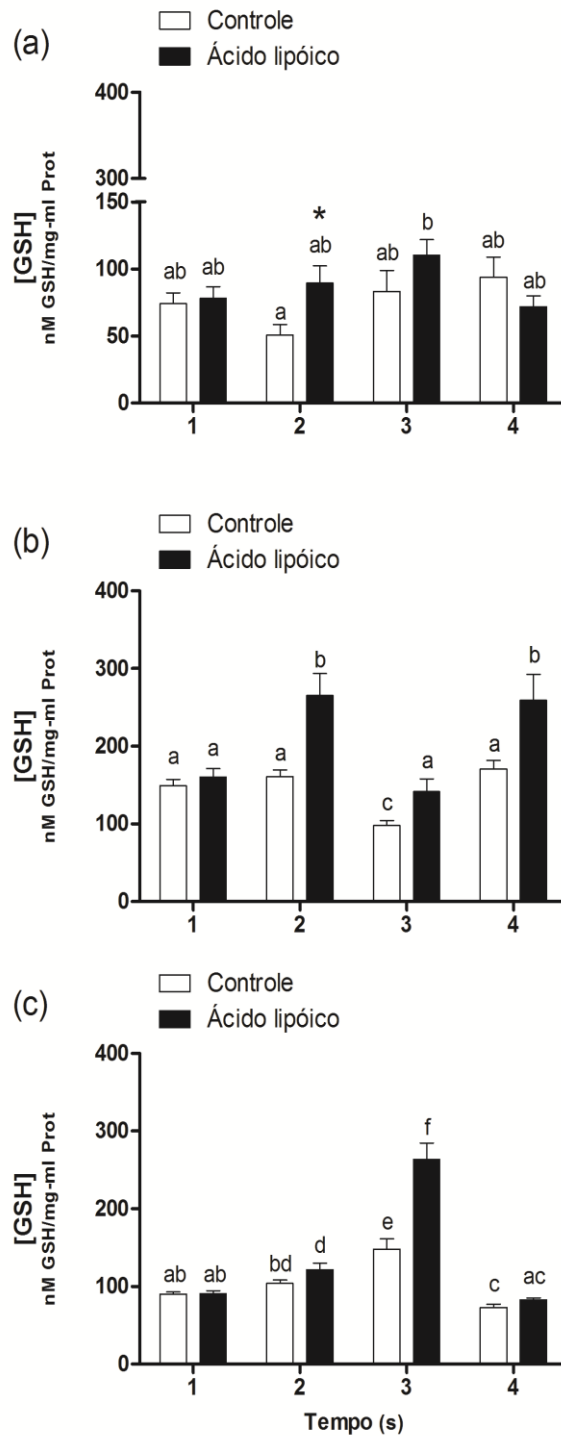 (a)
Controle
Ácido lipóico
400
300
150
100
50
0
[GSH]
nM GSH/mg-ml Prot
ab
ab
a
*
ab
ab
b
ab
ab
1 2 3 4
(b)
Controle
Ácido lipóico
400
300
200
100
0
[GSH]
nM GSH/mg-ml Prot
a
a
a
b
c
a
a
b
1 2 3 4
(c)
Controle
Ácido lipóico
400
300
200
100
0
[GSH]
nM GSH/mg-ml Prot
ab
ab
bd
d
e
f
c
ac
1 2 3 4
Tempo (s)